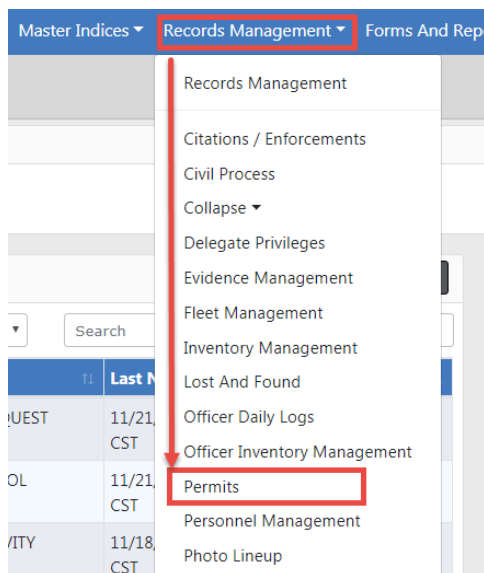 Master Indices Records Management Forms And Rep
Records Management
Citations / Enforcements
Civil Process
Collapse
Delegate Privileges
Evidence Management
Fleet Management
Inventory Management
Lost And Found
Officer Daily Logs
Officer Inventory Management
Permits
Personnel Management
Photo Lineup
Search
Last N
QUEST 11/21,
CST
OL 11/21,
CST
/ITY 11/18,
CST